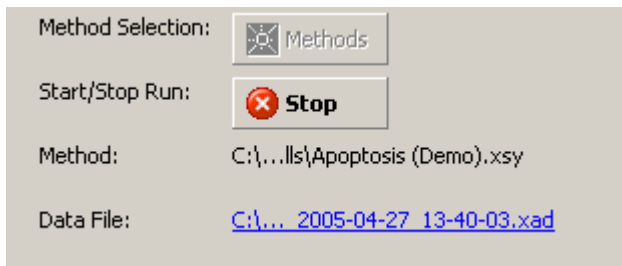 Method Selection: Methods
Start/Stop Run: Stop
Method: C:\...lls\Apoptosis (Demo).xsy
Data File: C:\... 2005-04-27 13-40-03.xad